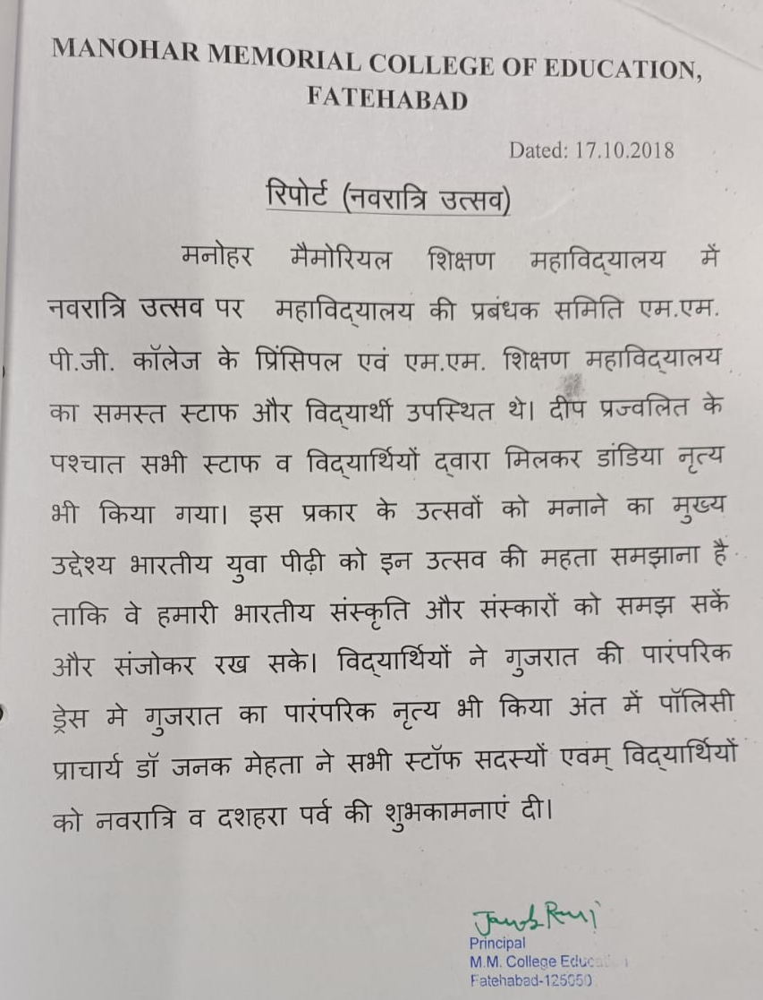 MANOHAR MEMORIAL COLLEGE OF EDUCATION,
FATEHABAD
Dated: 17.10.2018
रिपोर्ट (नवरात्रि उत्सव)
मनोहर मैमोरियल शिक्षण महाविद्यालय में
नवरात्रि उत्सव पर महाविद्यालय की प्रबंधक समिति एम.एम.
पी.जी. कॉलेज के प्रिंसिपल एवं एम.एम. शिक्षण महाविद्यालय
का समस्त स्टाफ और विद्यार्थी उपस्थित थे। दीप प्रज्वलित के
पश्चात सभी स्टाफ व विद्यार्थियों द्वारा मिलकर डांडिया नृत्य
भी किया गया। इस प्रकार के उत्सवों को मनाने का मुख्य
उद्देश्य भारतीय युवा पीढ़ी को इन उत्सव की महता समझाना है
ताकि वे हमारी भारतीय संस्कृति और संस्कारों को समझ सकें
और संजोकर रख सके। विद्यार्थियों ने गुजरात की पारंपरिक
ड्रेस मे गुजरात का पारंपरिक नृत्य भी किया अंत में पॉलिसी
प्राचार्य डॉ जनक मेहता ने सभी स्टॉफ सदस्यों एवम् विद्यार्थियों
को नवरात्रि व दशहरा पर्व की शुभकामनाएं दी।
Principal
M.M. College Educa
Fatehabad-125050